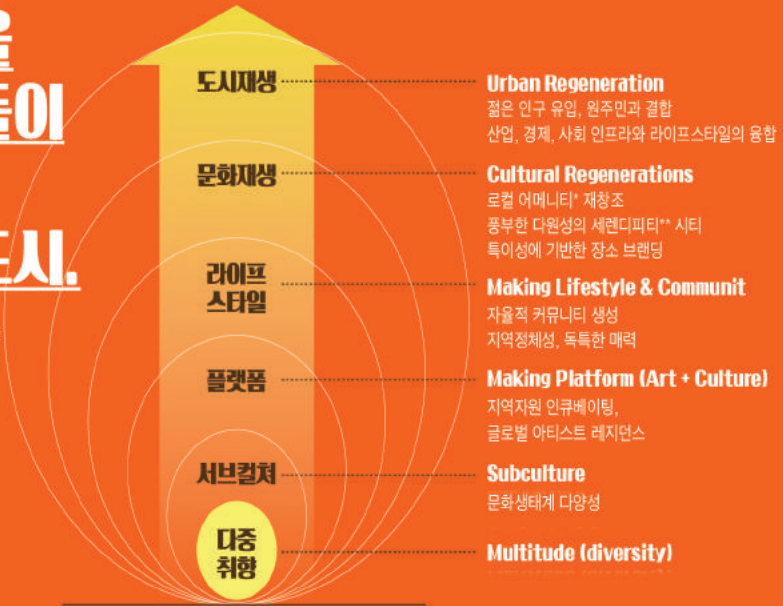 을
들이
도시.
도시재생
Urban Regeneration
젊은 인구 유입, 원주민과 결합
산업, 경제, 사회 인프라와 라이프스타일의 융합
문화재생
Cultural Regenerations
로컬 어메니티* 재창조
풍부한 다원성의 세렌디피티** 시티
특이성에 기반한 장소 브랜딩
라이프
스타일
Making Lifestyle & Communit
자율적 커뮤니티 생성
지역정체성, 독특한 매력
플랫폼
Making Platform (Art + Culture)
지역자원 인큐베이팅,
글로벌 아티스트 레지던스
서브컬쳐
Subculture
문화생태계 다양성
다중
취향
Multitude (diversity)